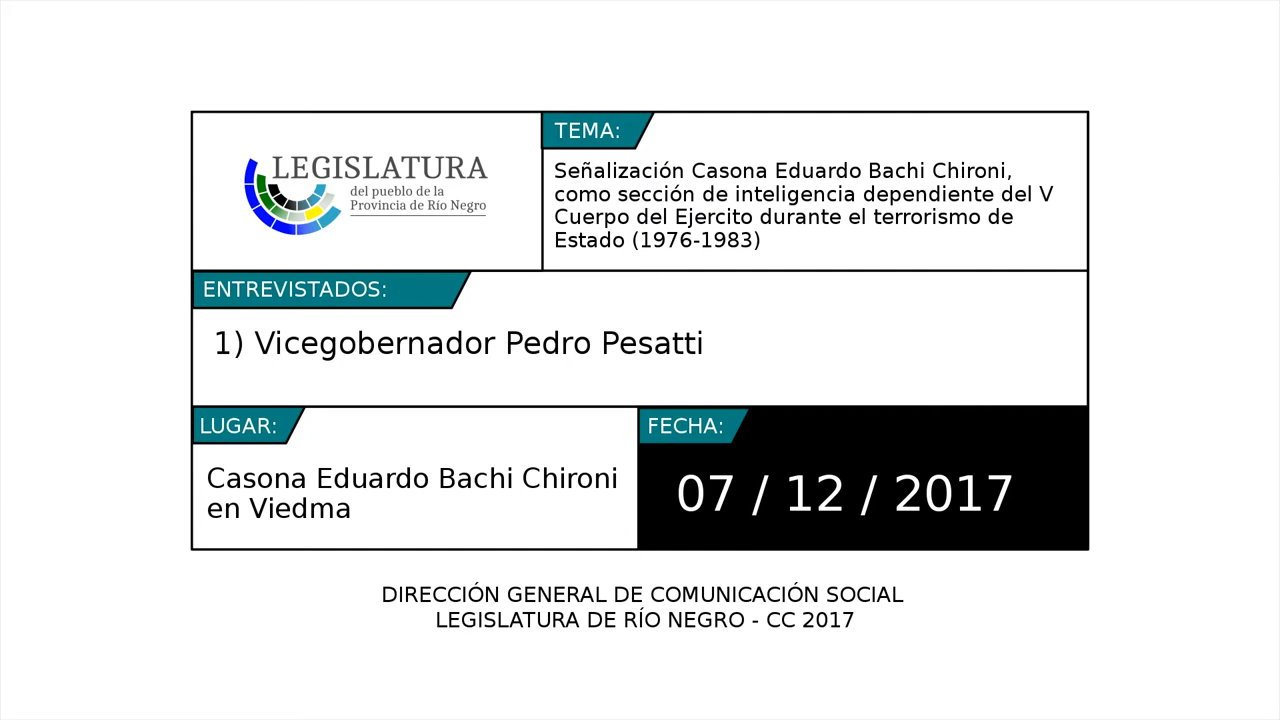 LEGISLATURA
del pueblo de la
Provincia de Río Negro
TEMA:
Señalización Casona Eduardo Bachi Chironi,
como sección de inteligencia dependiente del V
Cuerpo del Ejercito durante el terrorismo de
Estado (1976-1983)
ENTREVISTADOS:
1) Vicegobernador Pedro Pesatti
LUGAR:
Casona Eduardo Bachi Chironi
en Viedma
FECHA:
07 / 12 / 2017
DIRECCIÓN GENERAL DE COMUNICACIÓN SOCIAL
LEGISLATURA DE RÍO NEGRO - CC 2017